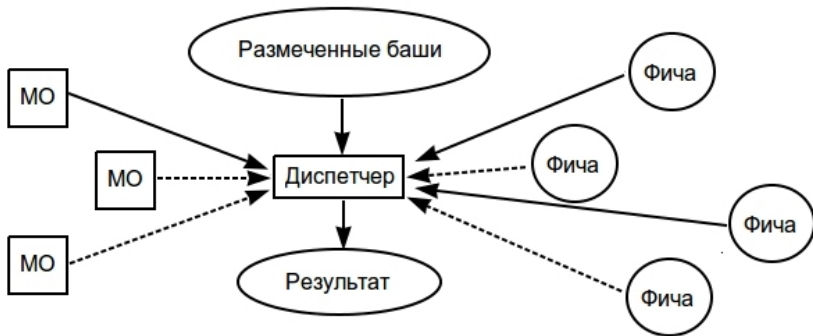 Размеченные баши
МО
Фича
МО
Диспетчер
Фича
МО
Фича
Результат
Фича